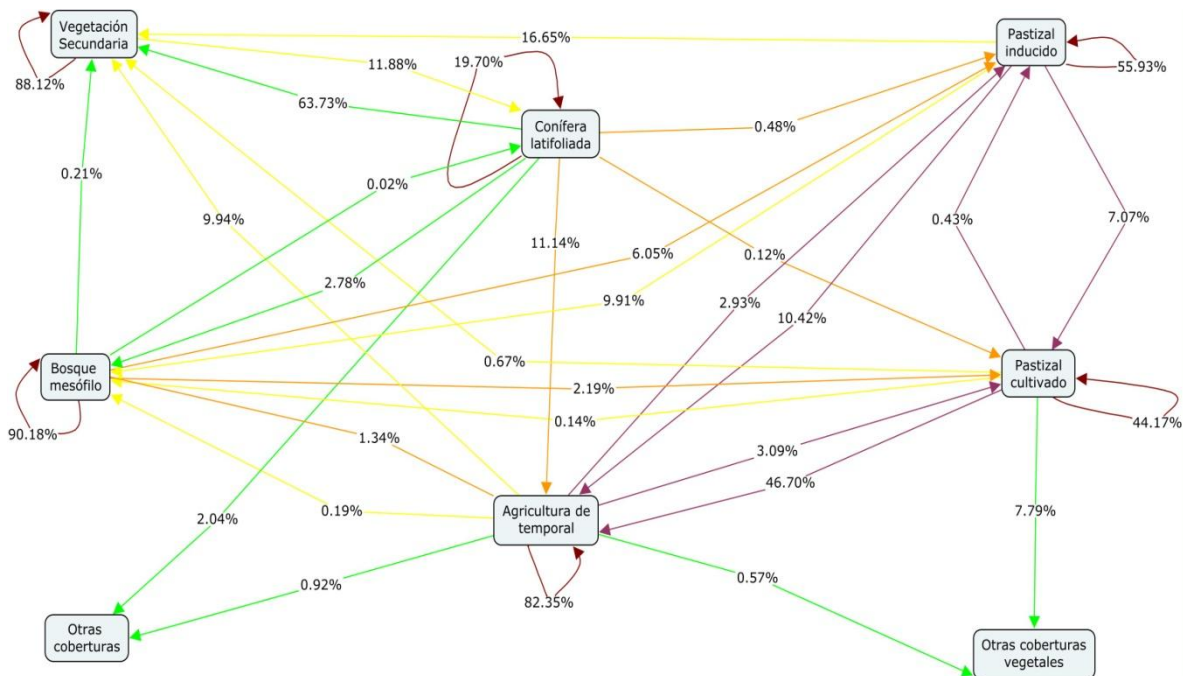 Vegetación
Secundaria
Pastizal
inducido
16.65%
11.88%
19.70%
55.93%
88.12%
63.73%
Conífera
latifoliada
0.48%
0.21%
0.02%
9.94%
0.43%
7.07%
11.14%
6.05%
0.12%
2.78%
9.91%
2.93%
10.42%
0.67%
Bosque
mesófilo
Pastizal
cultivado
2.19%
0.14%
44.17%
90.18%
1.34%
3.09%
46.70%
0.19%
Agricultura de
temporal
2.04%
7.79%
0.92%
0.57%
82.35%
Otras
coberturas
Otras coberturas
vegetales